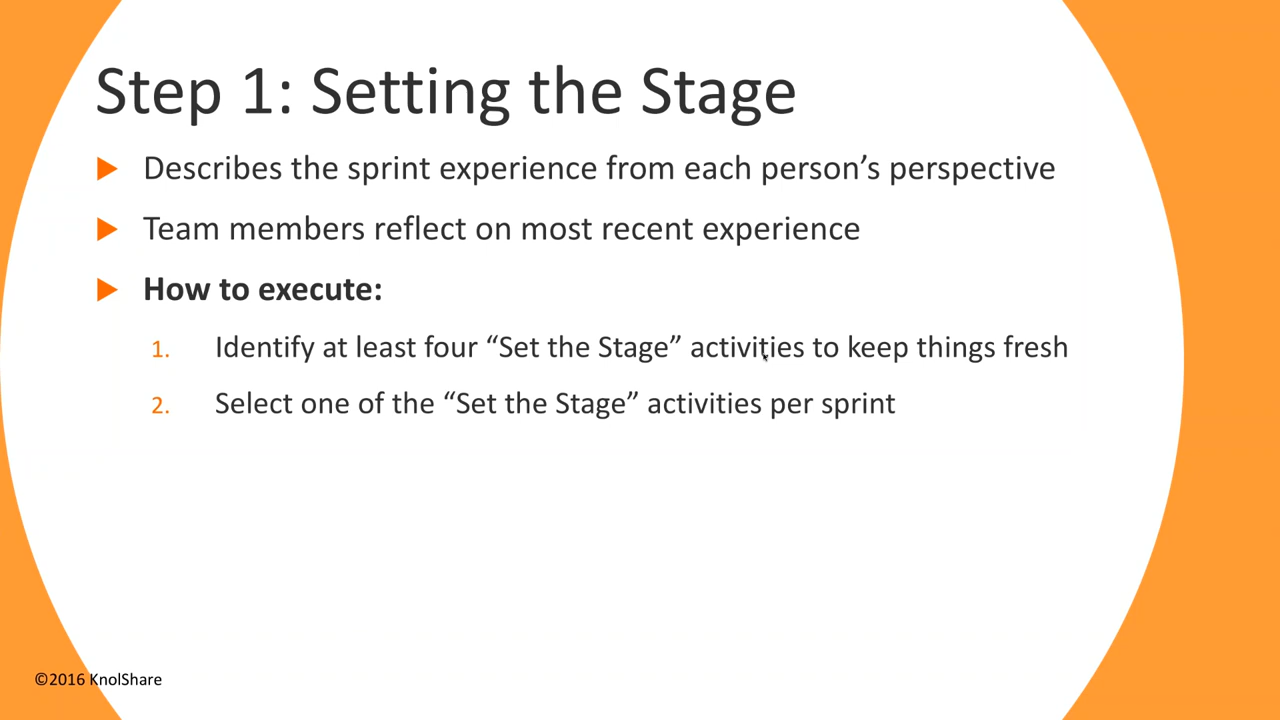 Step 1: Setting the Stage
Describes the sprint experience from each person’s perspective
Team members reflect on most recent experience
How to execute:
1. Identify at least four “Set the Stage” activities to keep things fresh
2. Select one of the “Set the Stage” activities per sprint
©2016 KnolShare